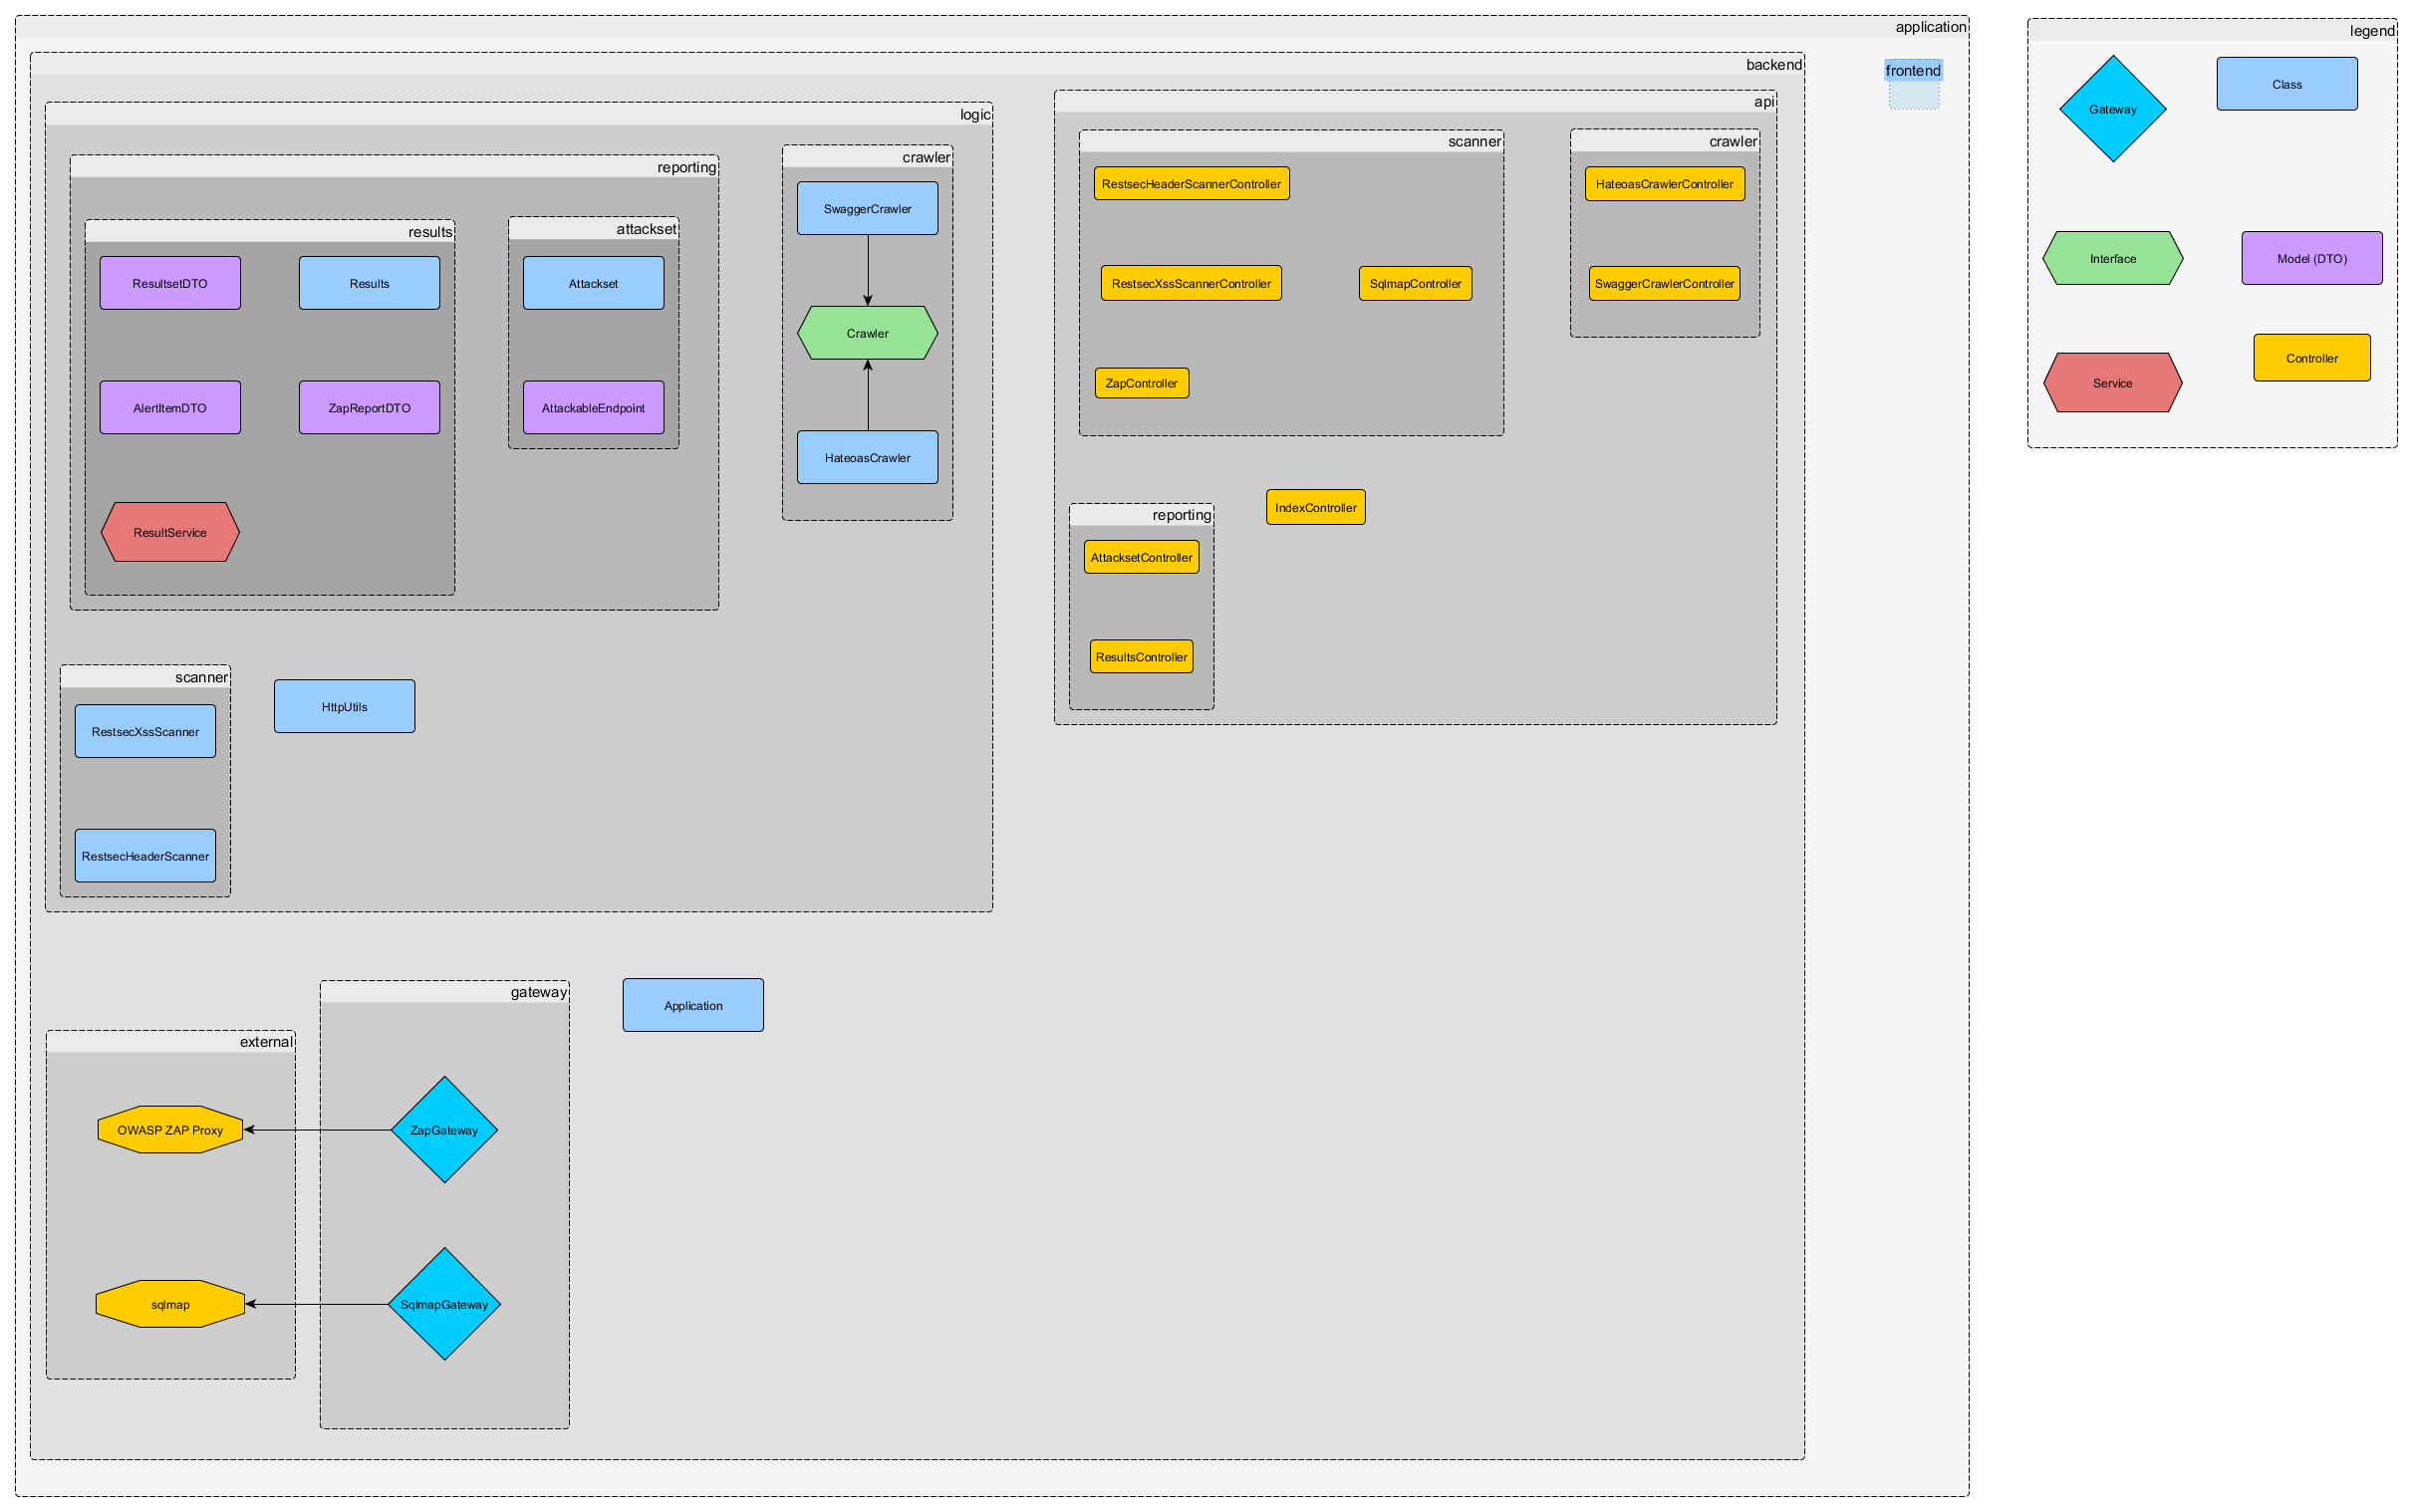 application
backend
frontend
logic
reporting
results
ResultsetDTO
Results
AlertItemDTO
ZapReportDTO
ResultService
attackset
Attackset
AttackableEndpoint
crawler
SwaggerCrawler
Crawler
HateoasCrawler
scanner
RestsecXssScanner
RestsecHeaderScanner
HttpUtils
api
scanner
RestsecHeaderScannerController
RestsecXssScannerController
SqlmapController
ZapController
crawler
HateoasCrawlerController
SwaggerCrawlerController
IndexController
reporting
AttacksetController
ResultsController
external
OWASP ZAP Proxy
sqlmap
gateway
ZapGateway
SqlmapGateway
Application
legend
Gateway
Class
Interface
Model (DTO)
Service
Controller